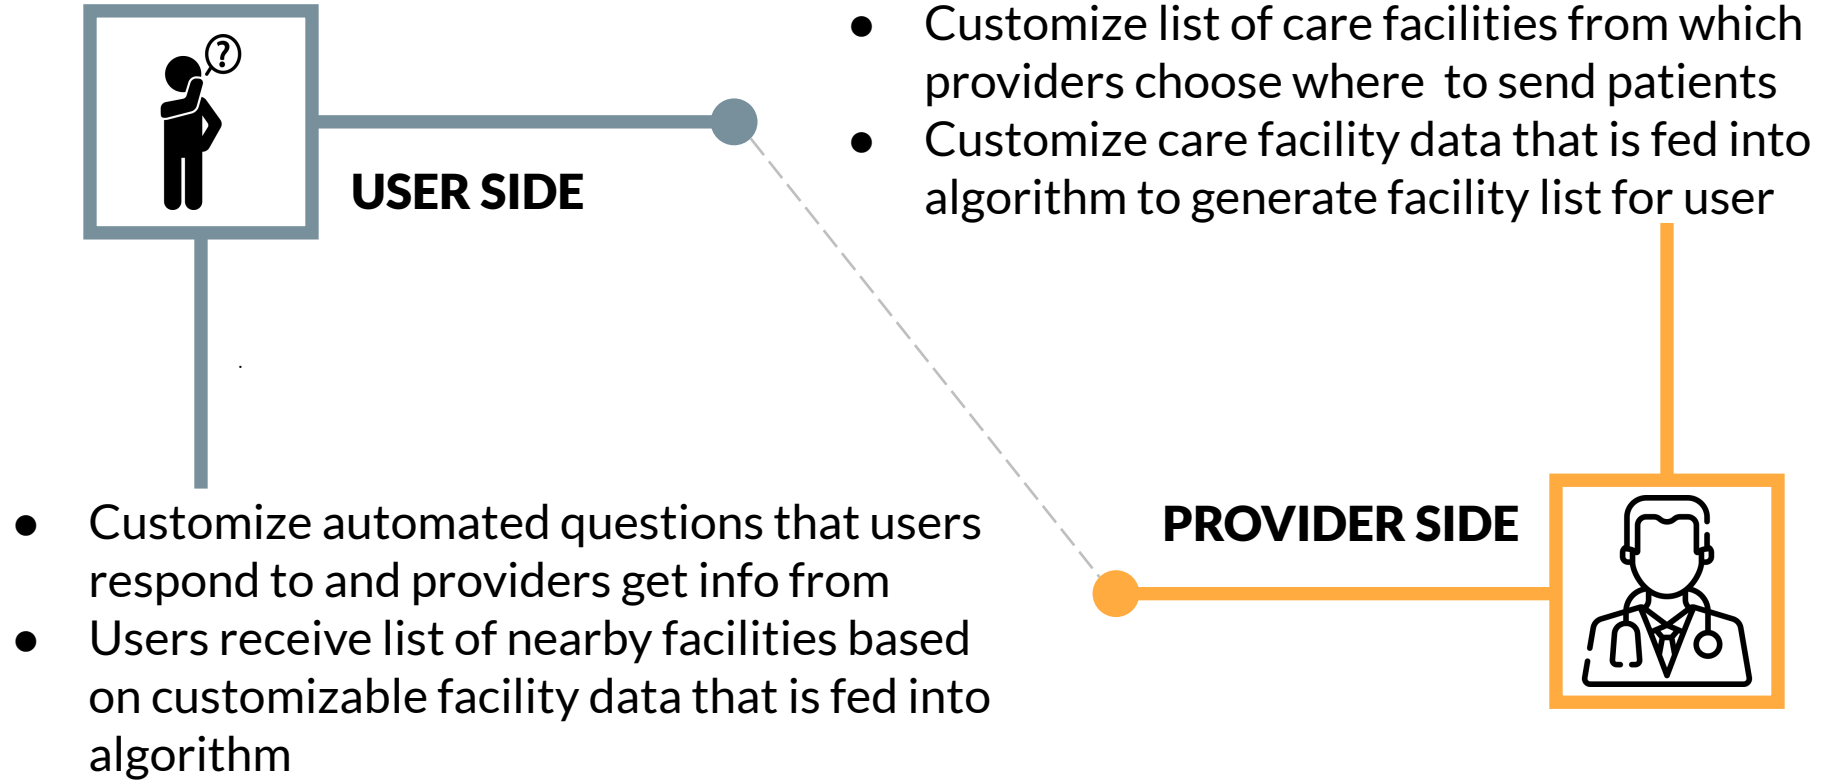 ?
USER SIDE
● Customize automated questions that users
respond to and providers get info from
● Users receive list of nearby facilities based
on customizable facility data that is fed into
algorithm
● Customize list of care facilities from which
providers choose where  to send patients
● Customize care facility data that is fed into
algorithm to generate facility list for user
PROVIDER SIDE
.